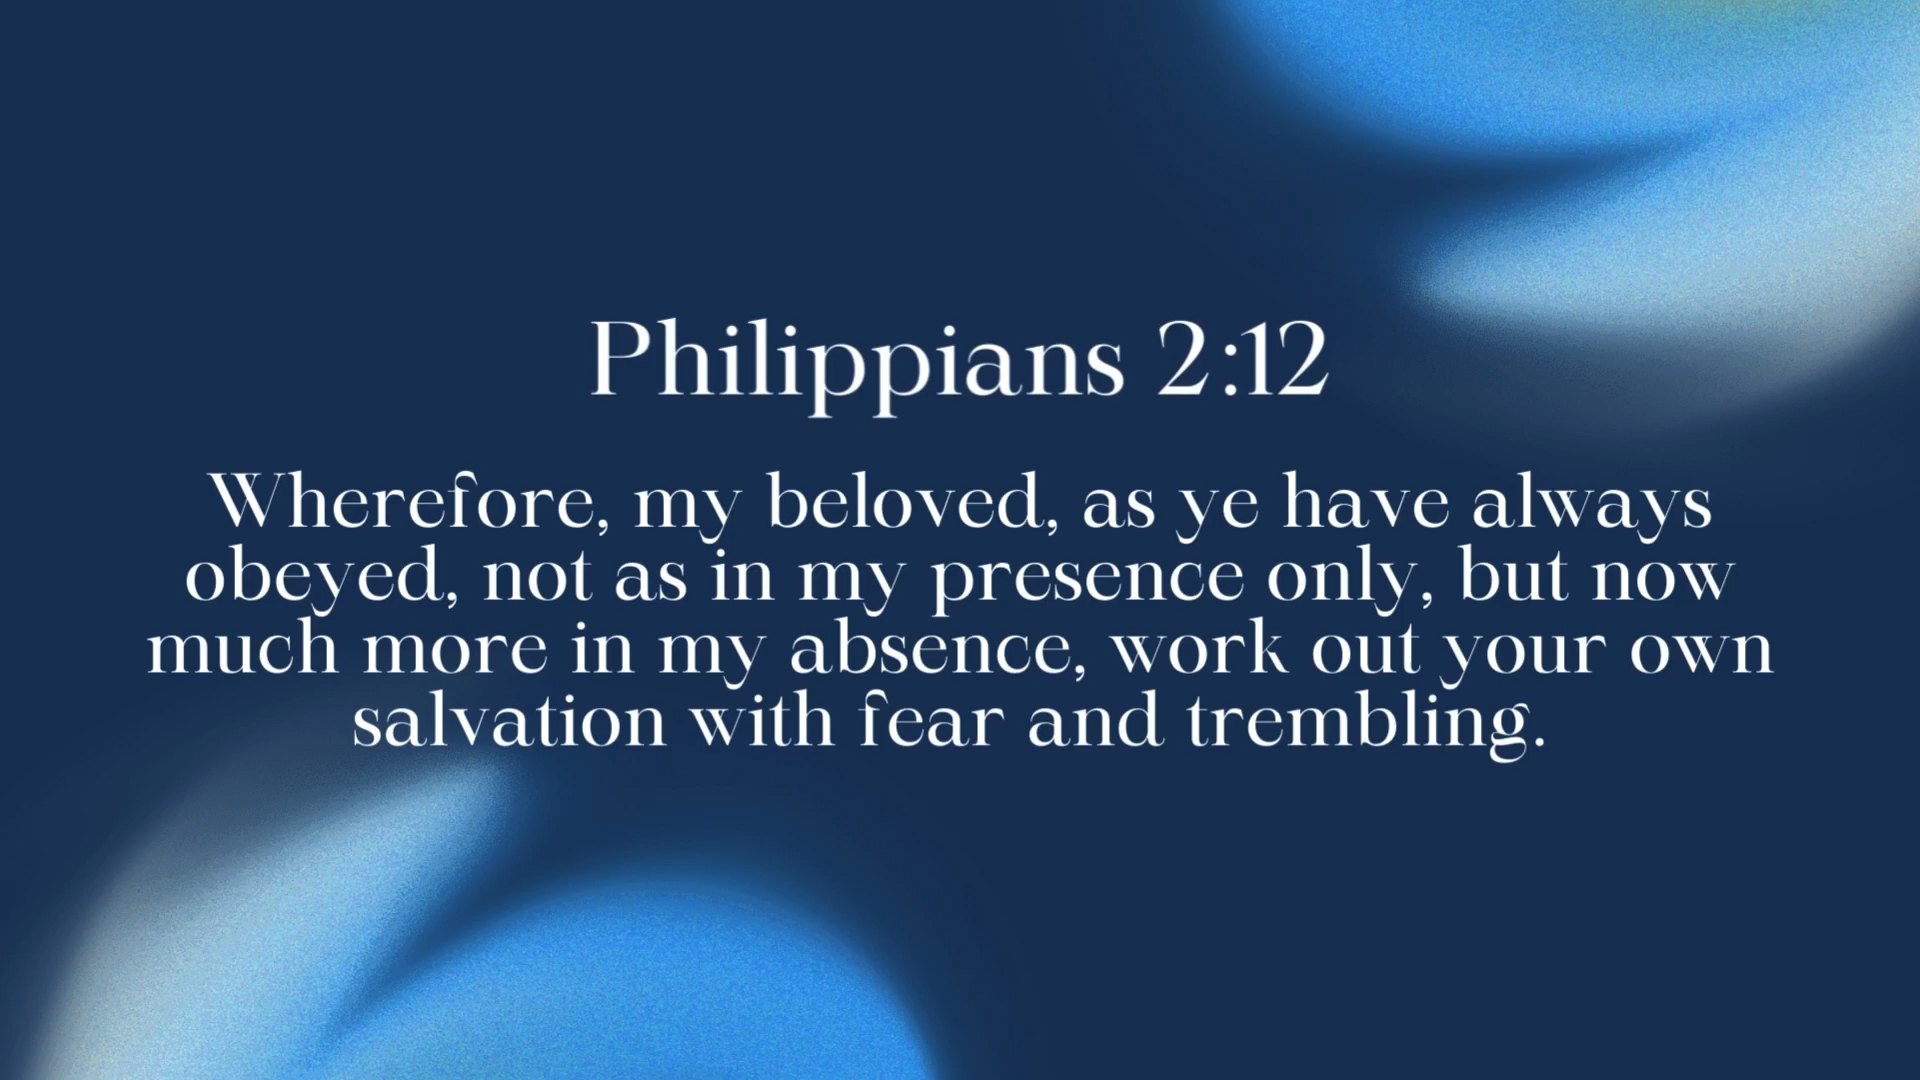 Philippians 2:12
Wherefore, my beloved, as ye have always
obeyed, not as in my presence only, but now
much more in my absence, work out your own
salvation with fear and trembling.